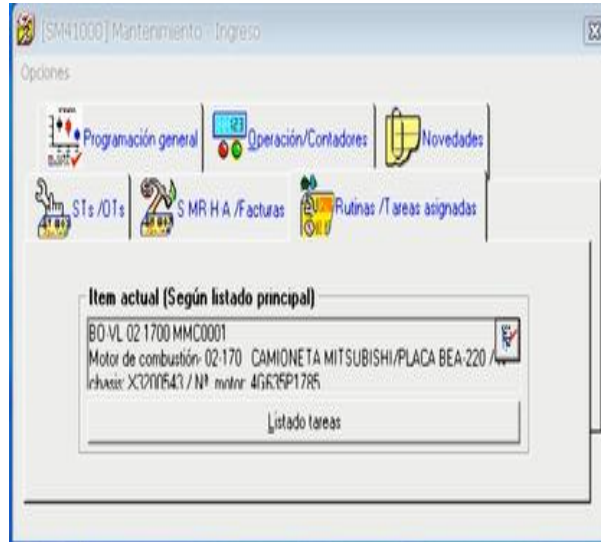 [SM41000] Mantenimiento - Ingreso
Opciones
Programación general
Operación/Contadores
Novedades
STs /OTs
S MR H A /Facturas
Rutinas /Tareas asignadas
Item actual (Según listado principal)
BO-VL 02 1700 MMC0001
Motor de combustión- 02-170 CAMIONETA MITSUBISHI/PLACA BEA-220 /
chasis X3200543 / Nª motor 4G635P1785
Listado tareas